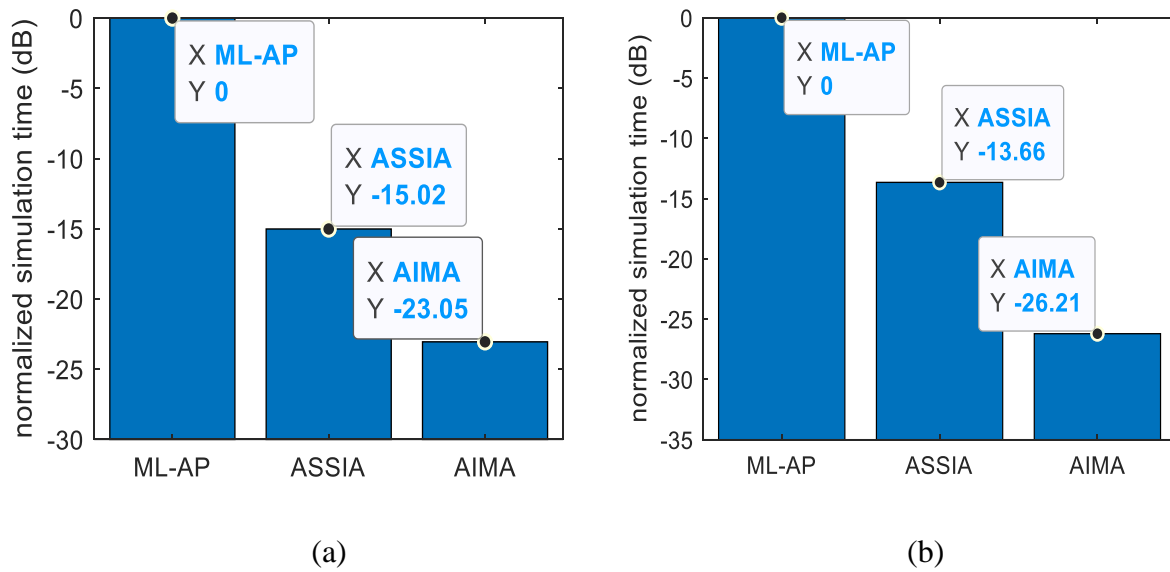 normalized simulation time (dB)
0
-5
-10
-15
-20
-25
-30
X ML-AP
Y 0
X ASSIA
Y -15.02
X AIMA
Y -23.05
ML-AP
ASSIA
AIMA
(a)
normalized simulation time (dB)
0
-5
-10
-15
-20
-25
-30
-35
X ML-AP
Y 0
X ASSIA
Y -13.66
X AIMA
Y -26.21
ML-AP
ASSIA
AIMA
(b)